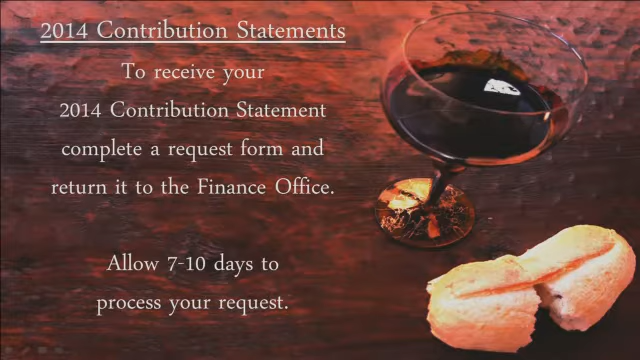 2014 Contribution Statements
To receive your
2014 Contribution Statement
complete a request form and
return it to the Finance Office.
Allow 7-10 days to
process your request.